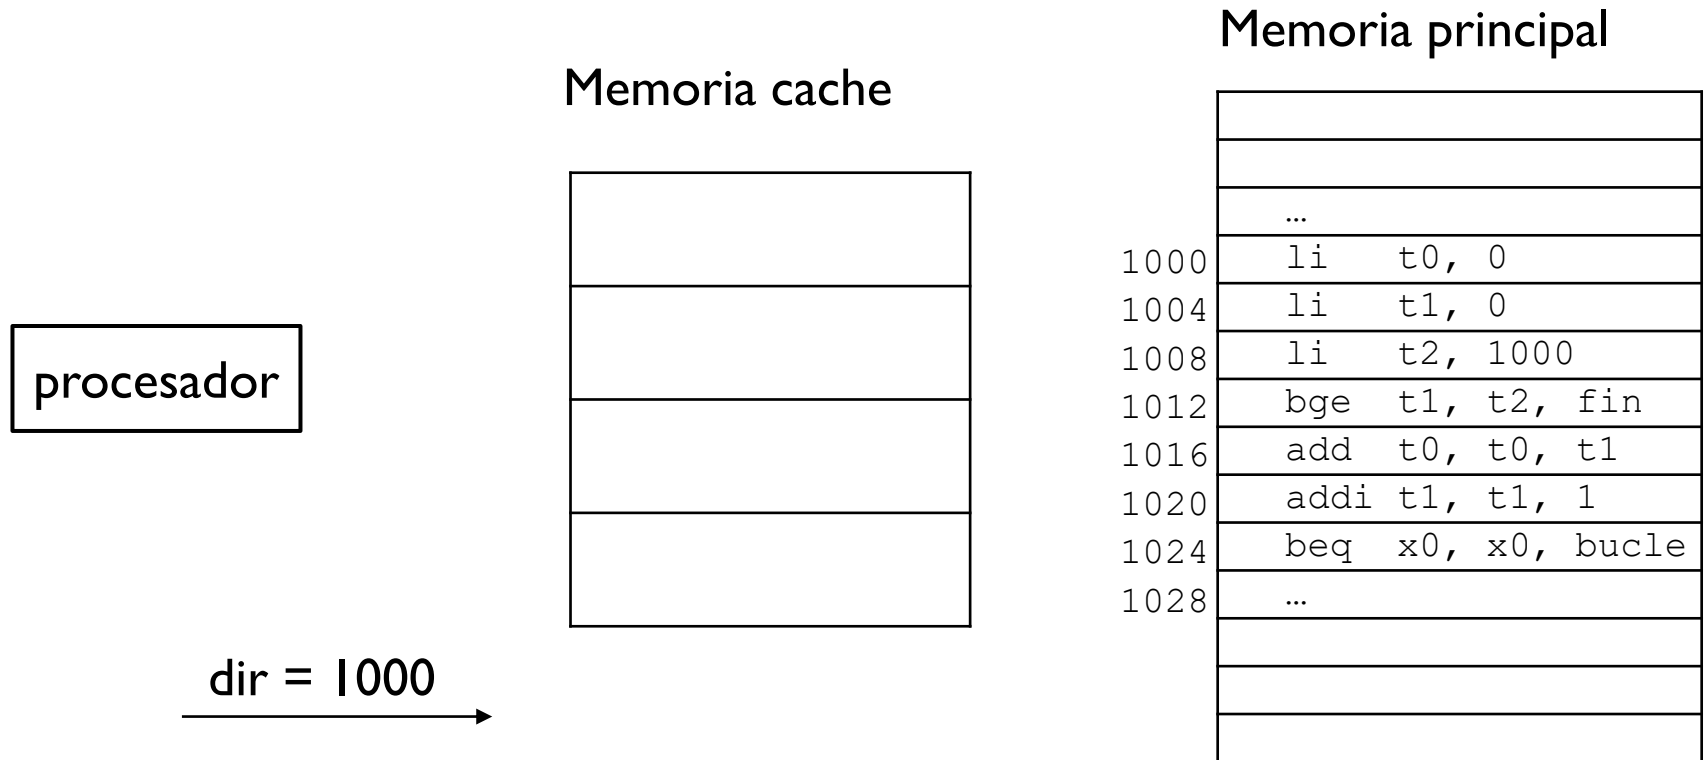 Memoria principal
Memoria cache
…
1000 li t0, 0
1004 li t1, 0
1008 li t2, 1000
procesador
1012 bge t1, t2, fin
1016 add t0, t0, t1
1020 addi t1, t1, 1
1024 beq x0, x0, bucle
1028 …
dir = 1000